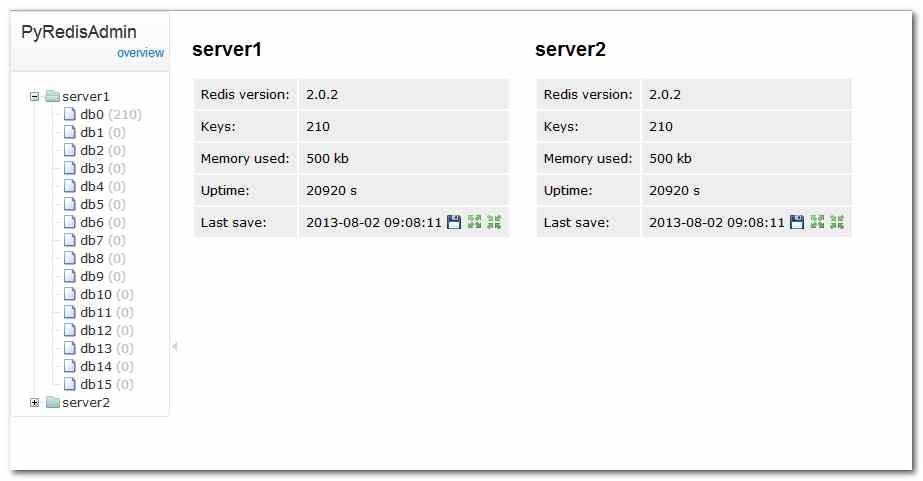 PyRedisAdmin
overview
server1
db0 (210)
db1 (0)
db2 (0)
db3 (0)
db4 (0)
db5 (0)
db6 (0)
db7 (0)
db8 (0)
db9 (0)
db10 (0)
db11 (0)
db12 (0)
db13 (0)
db14 (0)
db15 (0)
server2
server1
Redis version: 2.0.2
Keys: 210
Memory used: 500 kb
Uptime: 20920 s
Last save: 2013-08-02 09:08:11
server2
Redis version: 2.0.2
Keys: 210
Memory used: 500 kb
Uptime: 20920 s
Last save: 2013-08-02 09:08:11